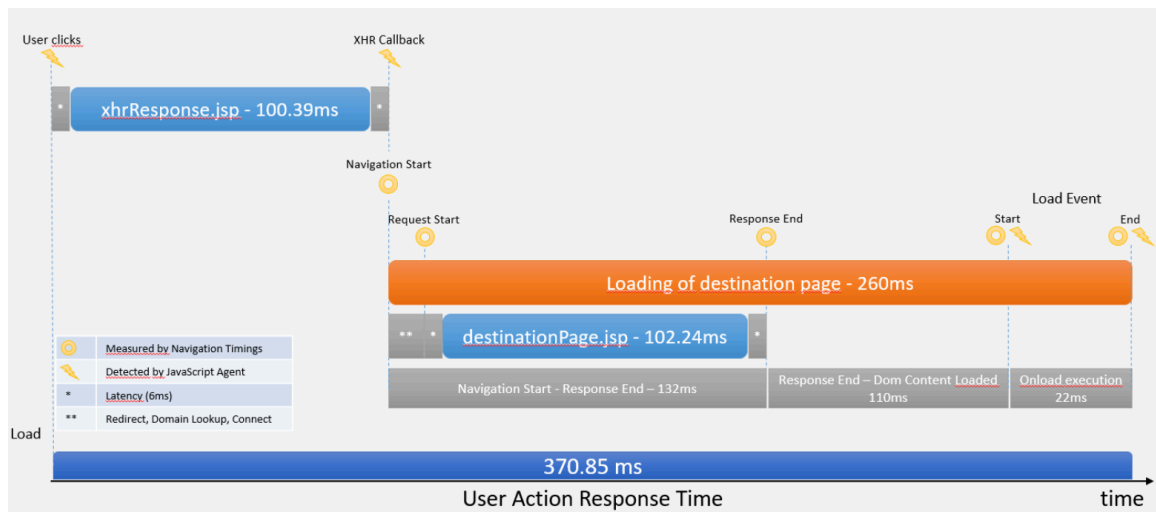 User clicks
XHR Callback
* xhrResponse.jsp - 100.39ms *
Navigation Start
Load Event
Request Start
Response End
Start
End
Loading of destination page - 260ms
** * destinationPage.jsp - 102.24ms *
Navigation Start - Response End – 132ms
Response End – Dom Content Loaded
110ms
Onload execution
22ms
Measured by Navigation Timings
Detected by JavaScript Agent
* Latency (6ms)
** Redirect, Domain Lookup, Connect
Load
370.85 ms
User Action Response Time
time